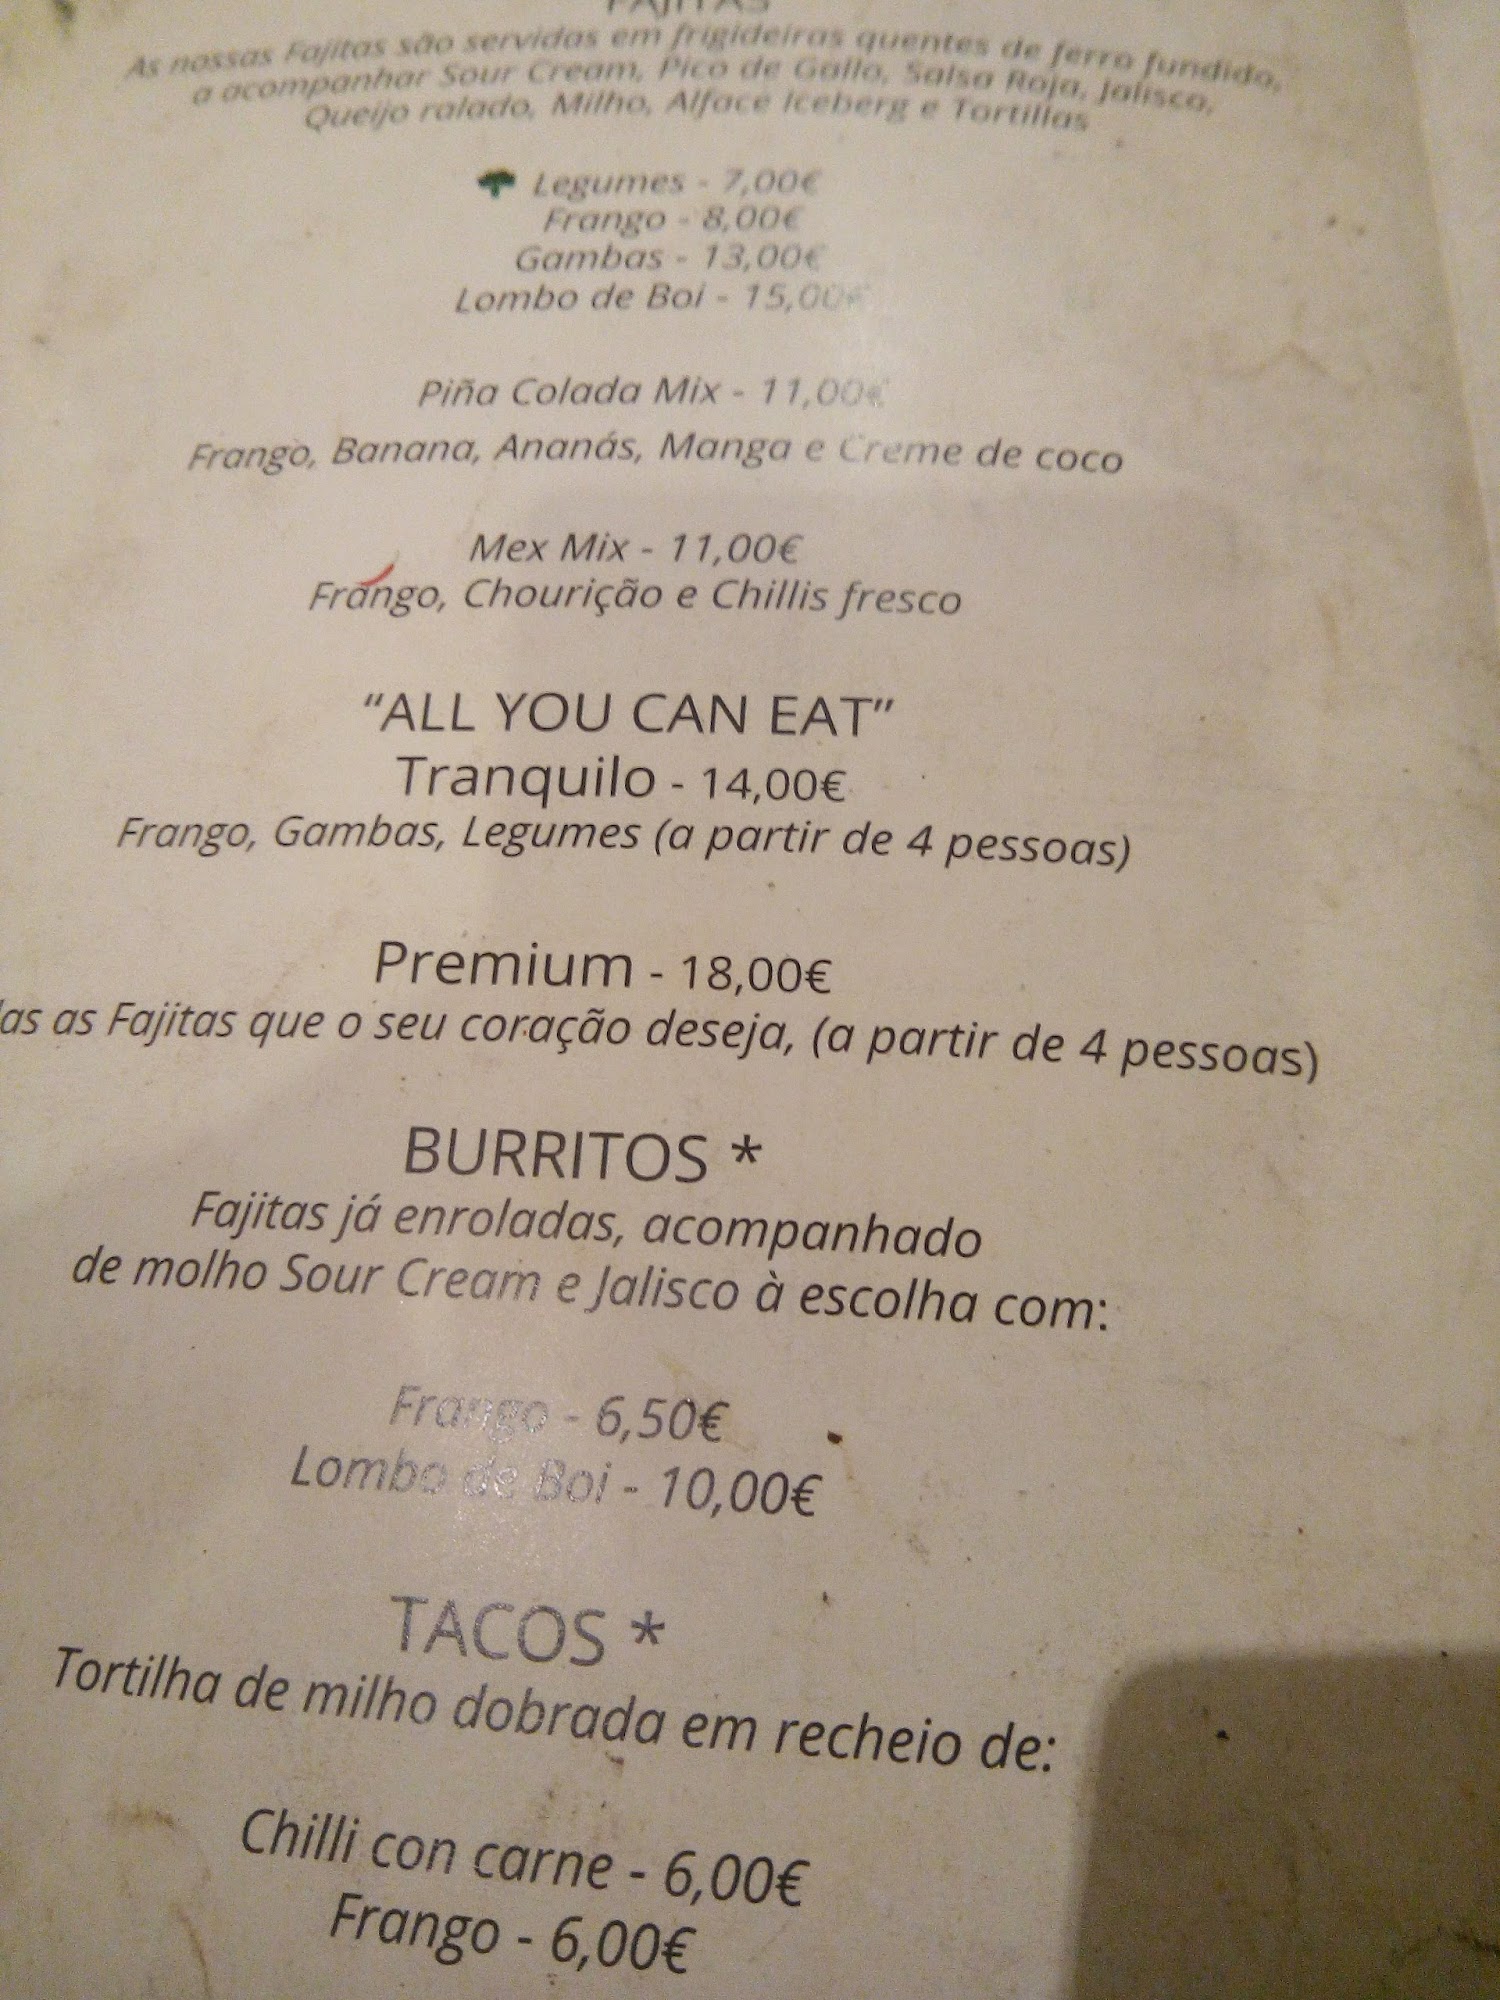 FAJITAS
As nossas Fajitas são servidas em frigideiras quentes de ferro fundido,
a acompanhar Sour Cream, Pico de Gallo, Salsa Roja, Jalisco,
Queijo ralado, Milho, Alface Iceberg e Tortillas
Legumes - 7,00€
Frango - 8,00€
Gambas - 13,00€
Lombo de Boi - 15,00€
Piña Colada Mix - 11,00€
Frango, Banana, Ananás, Manga e Creme de coco
Mex Mix - 11,00€
Frango, Chourição e Chillis fresco
“ALL YOU CAN EAT”
Tranquilo - 14,00€
Frango, Gambas, Legumes (a partir de 4 pessoas)
Premium - 18,00€
as as Fajitas que o seu coração deseja, (a partir de 4 pessoas)
BURRITOS *
Fajitas já enroladas, acompanhado
de molho Sour Cream e Jalisco à escolha com:
Frango - 6,50€
Lombo de Boi - 10,00€
TACOS *
Tortilha de milho dobrada em recheio de:
Chilli con carne - 6,00€
Frango - 6,00€